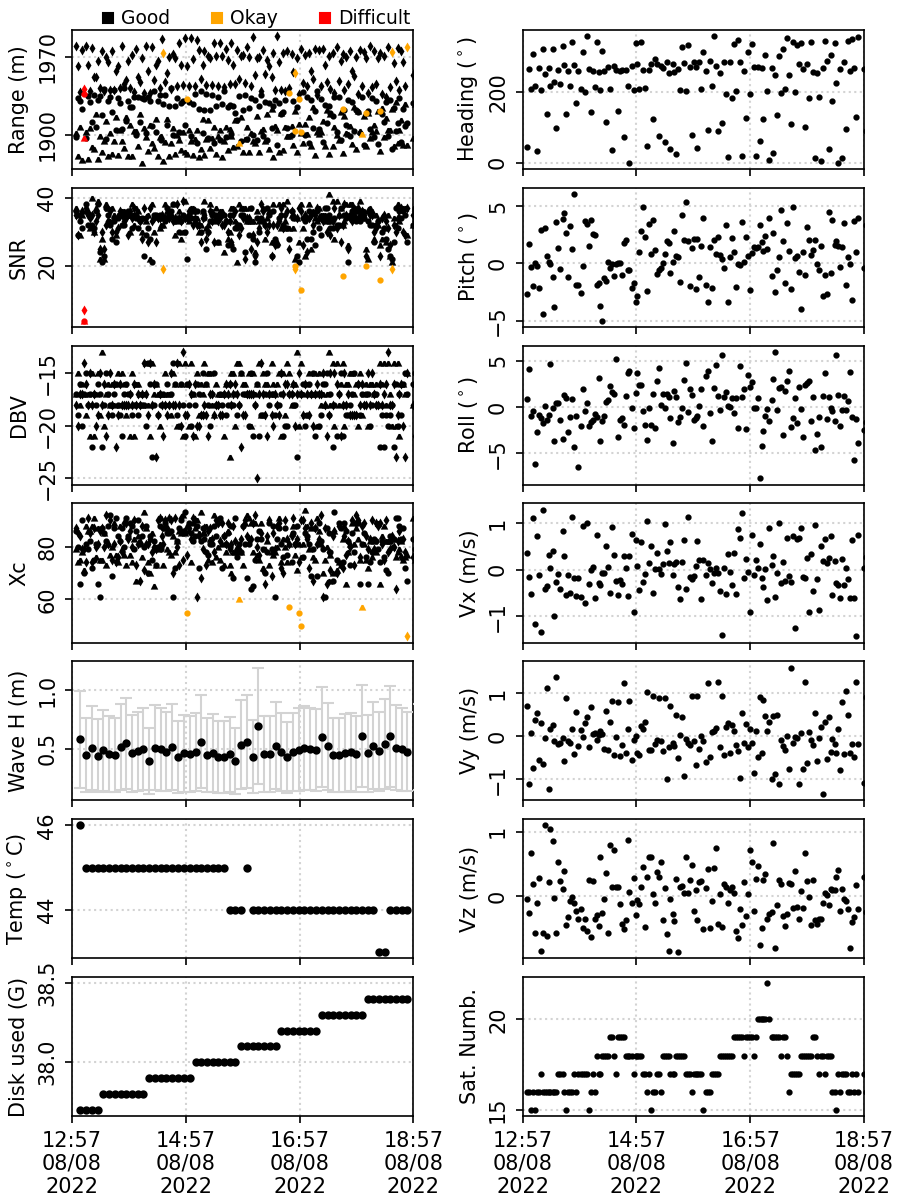 Good Okay Difficult
Range (m)
1970
1900
Heading (°)
200
0
SNR
40
20
Pitch (°)
5
0
−5
DBV
−15
−20
−25
Roll (°)
5
0
−5
Xc
80
60
Vx (m/s)
1
0
−1
Wave H (m)
1.0
0.5
Vy (m/s)
1
0
−1
Temp (°C)
46
44
Vz (m/s)
1
0
Disk used (G)
38.5
38.0
Sat. Numb.
20
15
12:57 14:57 16:57 18:57 12:57 14:57 16:57 18:57
08/08 08/08 08/08 08/08 08/08 08/08 08/08 08/08
2022 2022 2022 2022 2022 2022 2022 2022